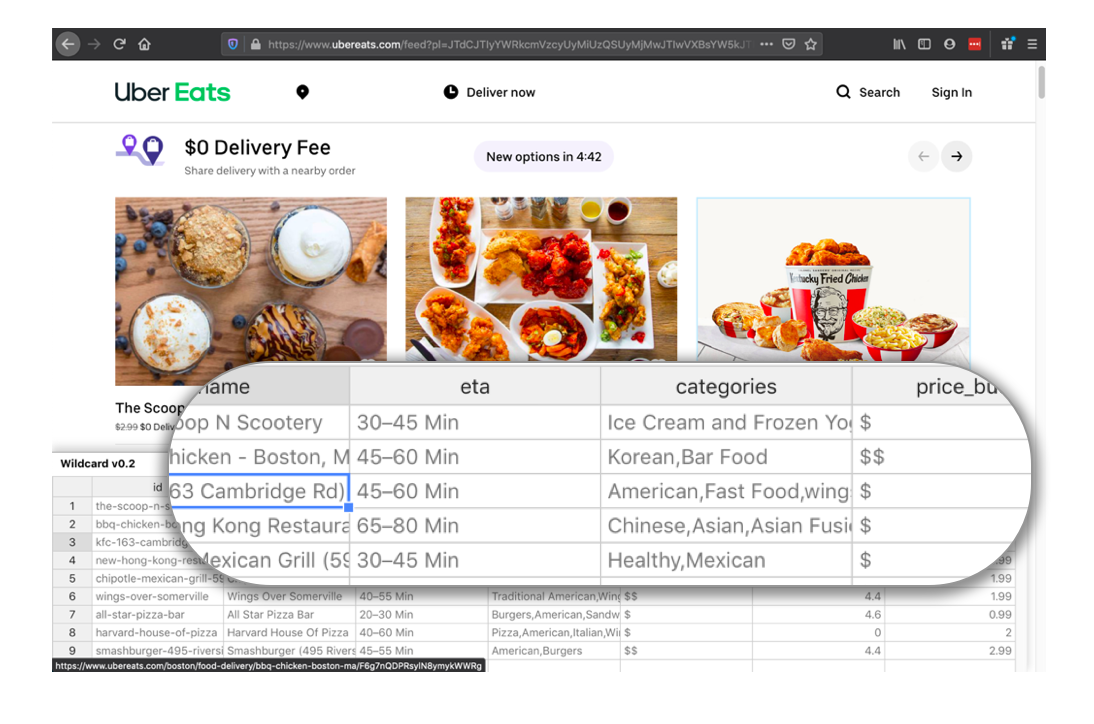 https://www.ubereats.com/feed?pl=
Uber Eats
Deliver now
Search
Sign In
$0 Delivery Fee
Share delivery with a nearby order
New options in 4:42
Kentucky Fried Chicken
The Scoop
$2.99 $0 Deliv
Wildcard v0.2
name eta categories price_bu
oop N Scootery 30–45 Min Ice Cream and Frozen Yo $
hicken - Boston, M 45–60 Min Korean,Bar Food $$
63 Cambridge Rd) 45–60 Min American,Fast Food,wing $
ng Kong Restaura 65–80 Min Chinese,Asian,Asian Fusi $
Mexican Grill (59 30–45 Min Healthy,Mexican $
id
1 the-scoop-n-s
2 bbq-chicken-bo
3 kfc-163-cambridg
4 new-hong-kong-rest .99
5 chipotle-mexican-grill-59 1.99
6 wings-over-somerville Wings Over Somerville 40–55 Min Traditional American,Wing $$ 4.4 1.99
7 all-star-pizza-bar All Star Pizza Bar 20–30 Min Burgers,American,Sandw $ 4.6 0.99
8 harvard-house-of-pizza Harvard House Of Pizza 40–60 Min Pizza,American,Italian,Wi $ 0 2
9 smashburger-495-riversi Smashburger (495 Rivers 45–55 Min American,Burgers $$ 4.4 2.99
https://www.ubereats.com/boston/food-delivery/bbq-chicken-boston-ma/F6g7nQDPRsyIN8ymykWWRg